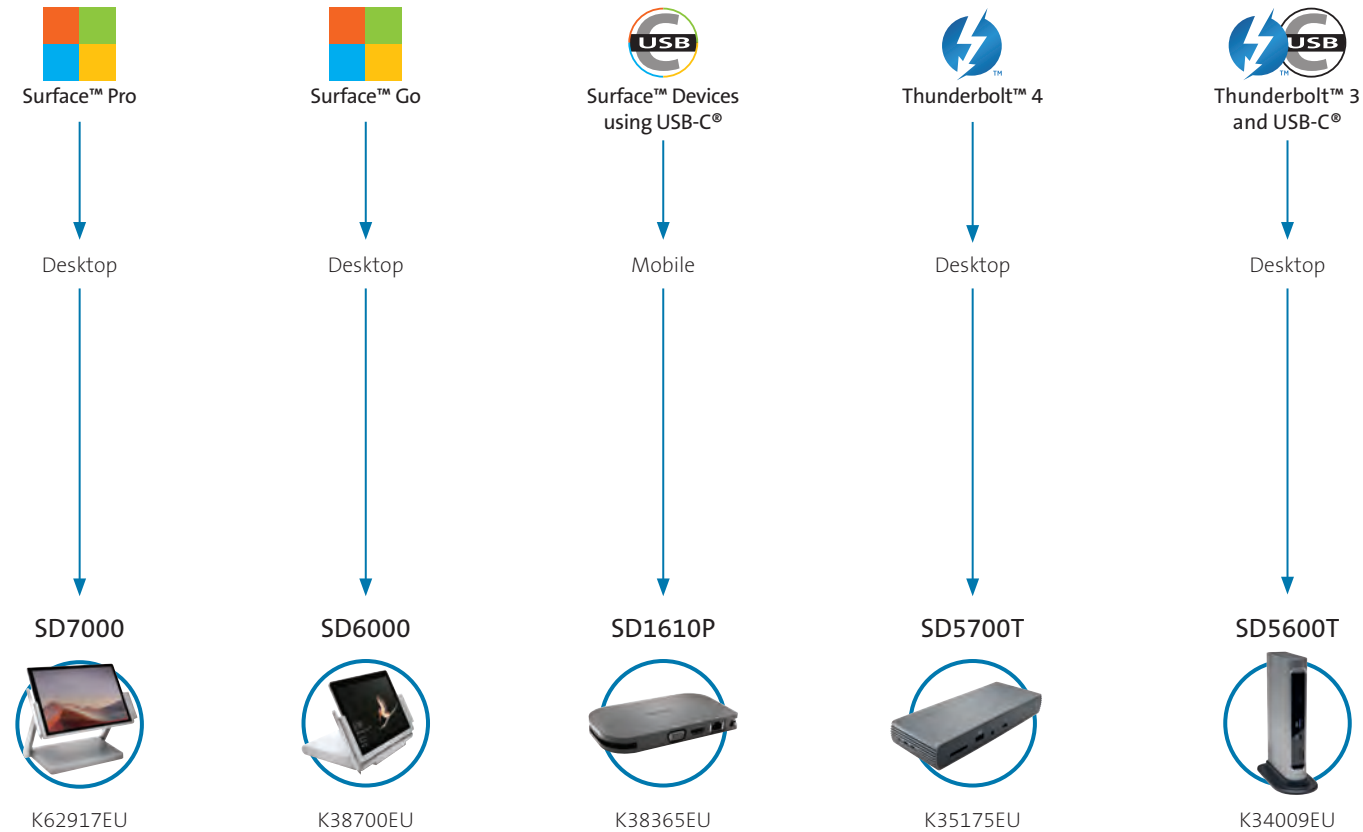 USB
USB
Surface™ Pro
Surface™ Go
Surface™ Devices
using USB-C®
Thunderbolt™ 4
Thunderbolt™ 3
and USB-C®
Desktop
Desktop
Mobile
Desktop
Desktop
SD7000
SD6000
SD1610P
SD5700T
SD5600T
K62917EU
K38700EU
K38365EU
K35175EU
K34009EU